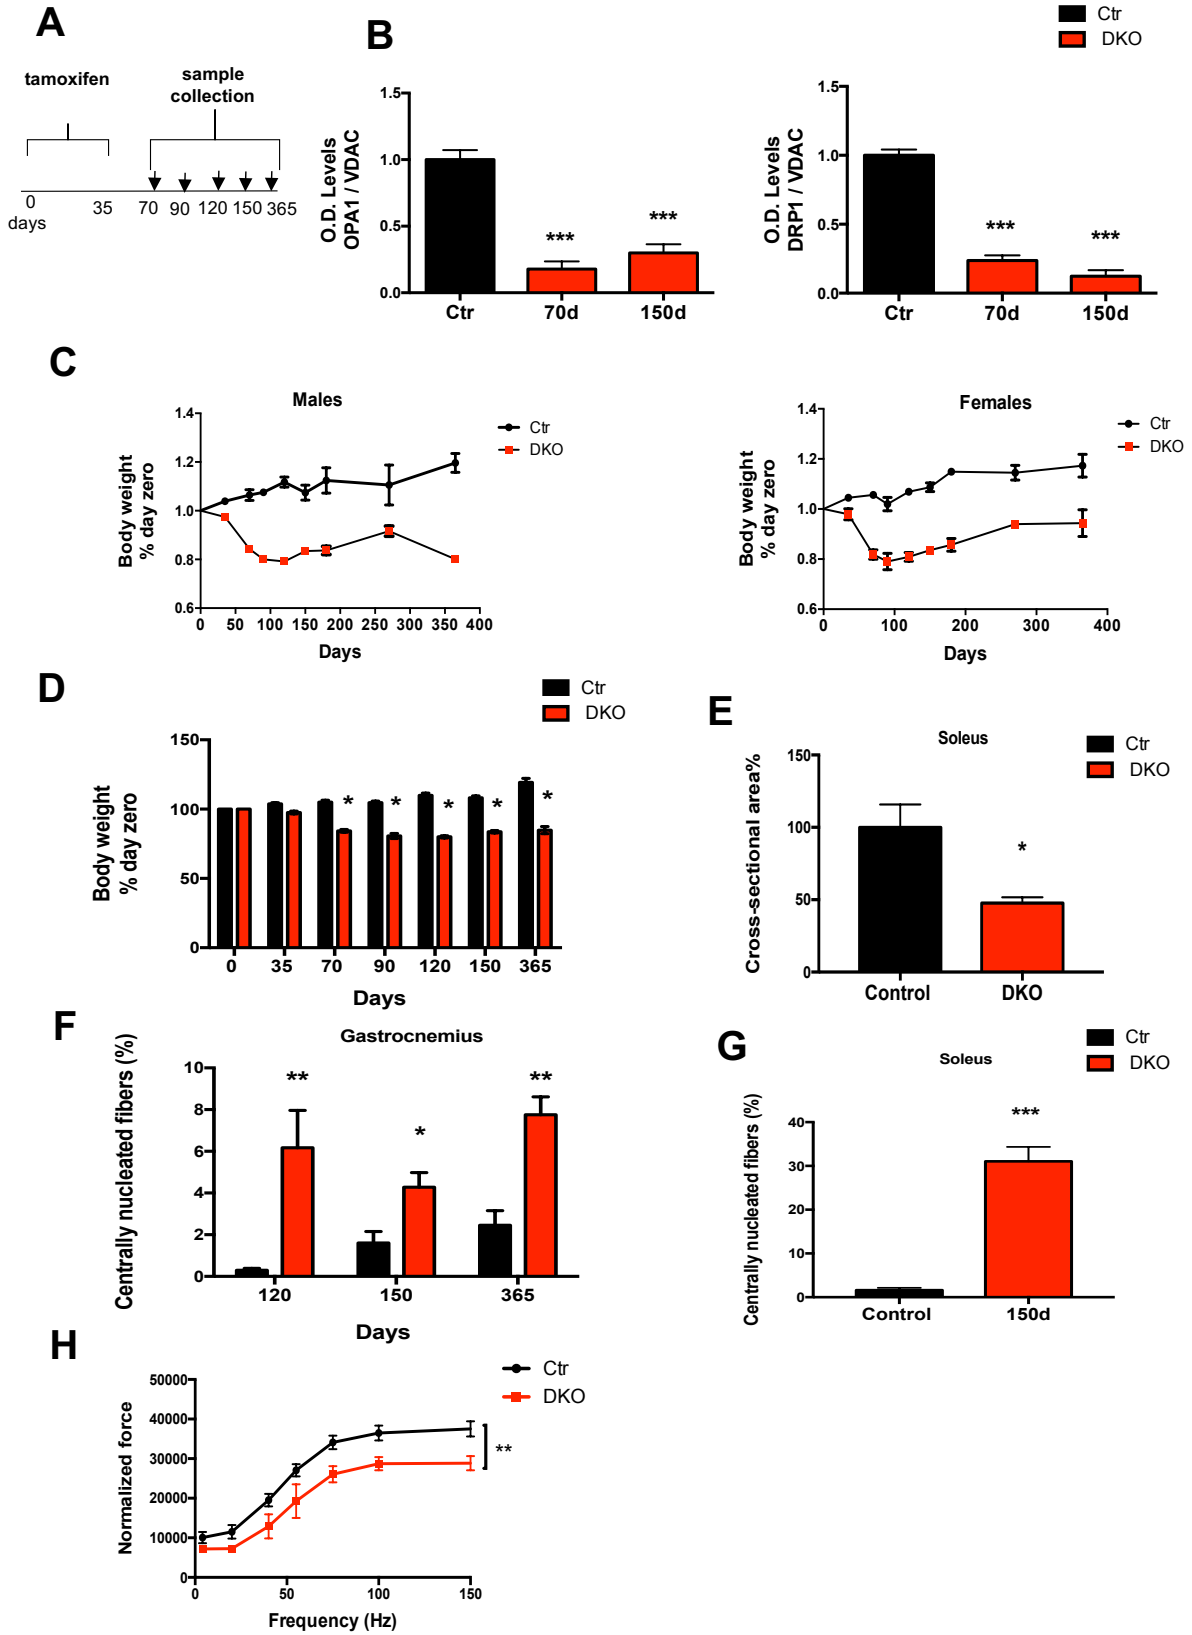 A
tamoxifen
sample
collection
0
35
70
90
120
150
365
days
B
Ctr
DKO
O.D. Levels
OPA1 / VDAC
1.5
1.0
0.5
0.0
***
***
Ctr
70d
150d
O.D. Levels
DRP1 / VDAC
1.5
1.0
0.5
0.0
***
***
Ctr
70d
150d
C
Males
Body weight
% day zero
1.4
1.2
1.0
0.8
0.6
0 50 100 150 200 250 300 350 400
Days
Ctr
DKO
Females
Body weight
% day zero
1.4
1.2
1.0
0.8
0.6
0 100 200 300 400
Days
Ctr
DKO
D
Ctr
DKO
Body weight
% day zero
150
100
50
0
* * * * *
0 35 70 90 120 150 365
Days
E
Soleus
Ctr
DKO
Cross-sectional area%
150
100
50
0
*
Control
DKO
F
Gastrocnemius
Centrally nucleated fibers (%)
10
8
6
4
2
0
**
*
**
120
150
365
Days
G
Soleus
Ctr
DKO
Centrally nucleated fibers (%)
40
30
20
10
0
***
Control
150d
H
Ctr
DKO
Normalized force
50000
40000
30000
20000
10000
0
**
0 50 100 150
Frequency (Hz)